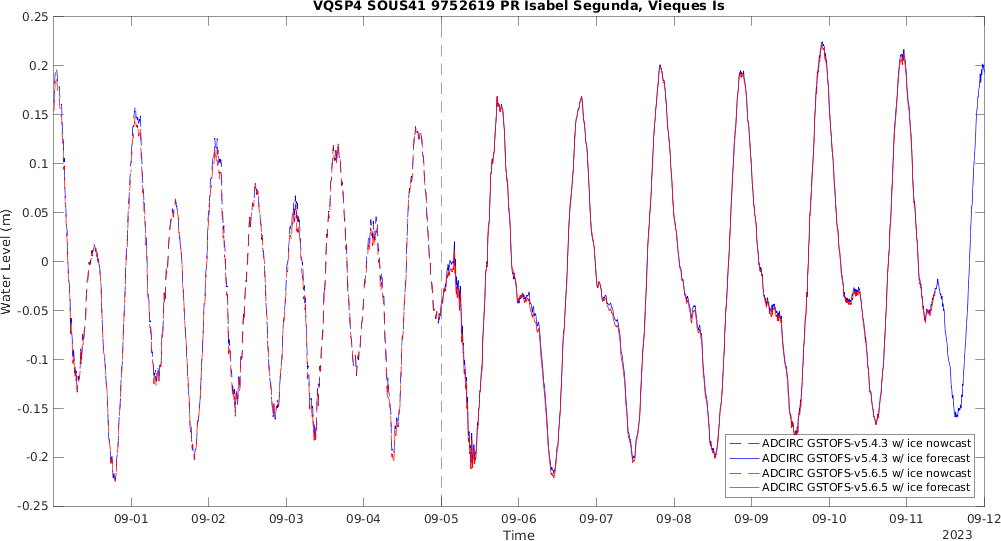 VQSP4 SOUS41 9752619 PR Isabel Segunda, Vieques Is
0.25
0.2
0.15
0.1
0.05
0
-0.05
-0.1
-0.15
-0.2
-0.25
Water Level (m)
ADCIRC GSTOFS-v5.4.3 w/ ice nowcast
ADCIRC GSTOFS-v5.4.3 w/ ice forecast
ADCIRC GSTOFS-v5.6.5 w/ ice nowcast
ADCIRC GSTOFS-v5.6.5 w/ ice forecast
09-01 09-02 09-03 09-04 09-05 09-06 09-07 09-08 09-09 09-10 09-11 09-12
Time
2023